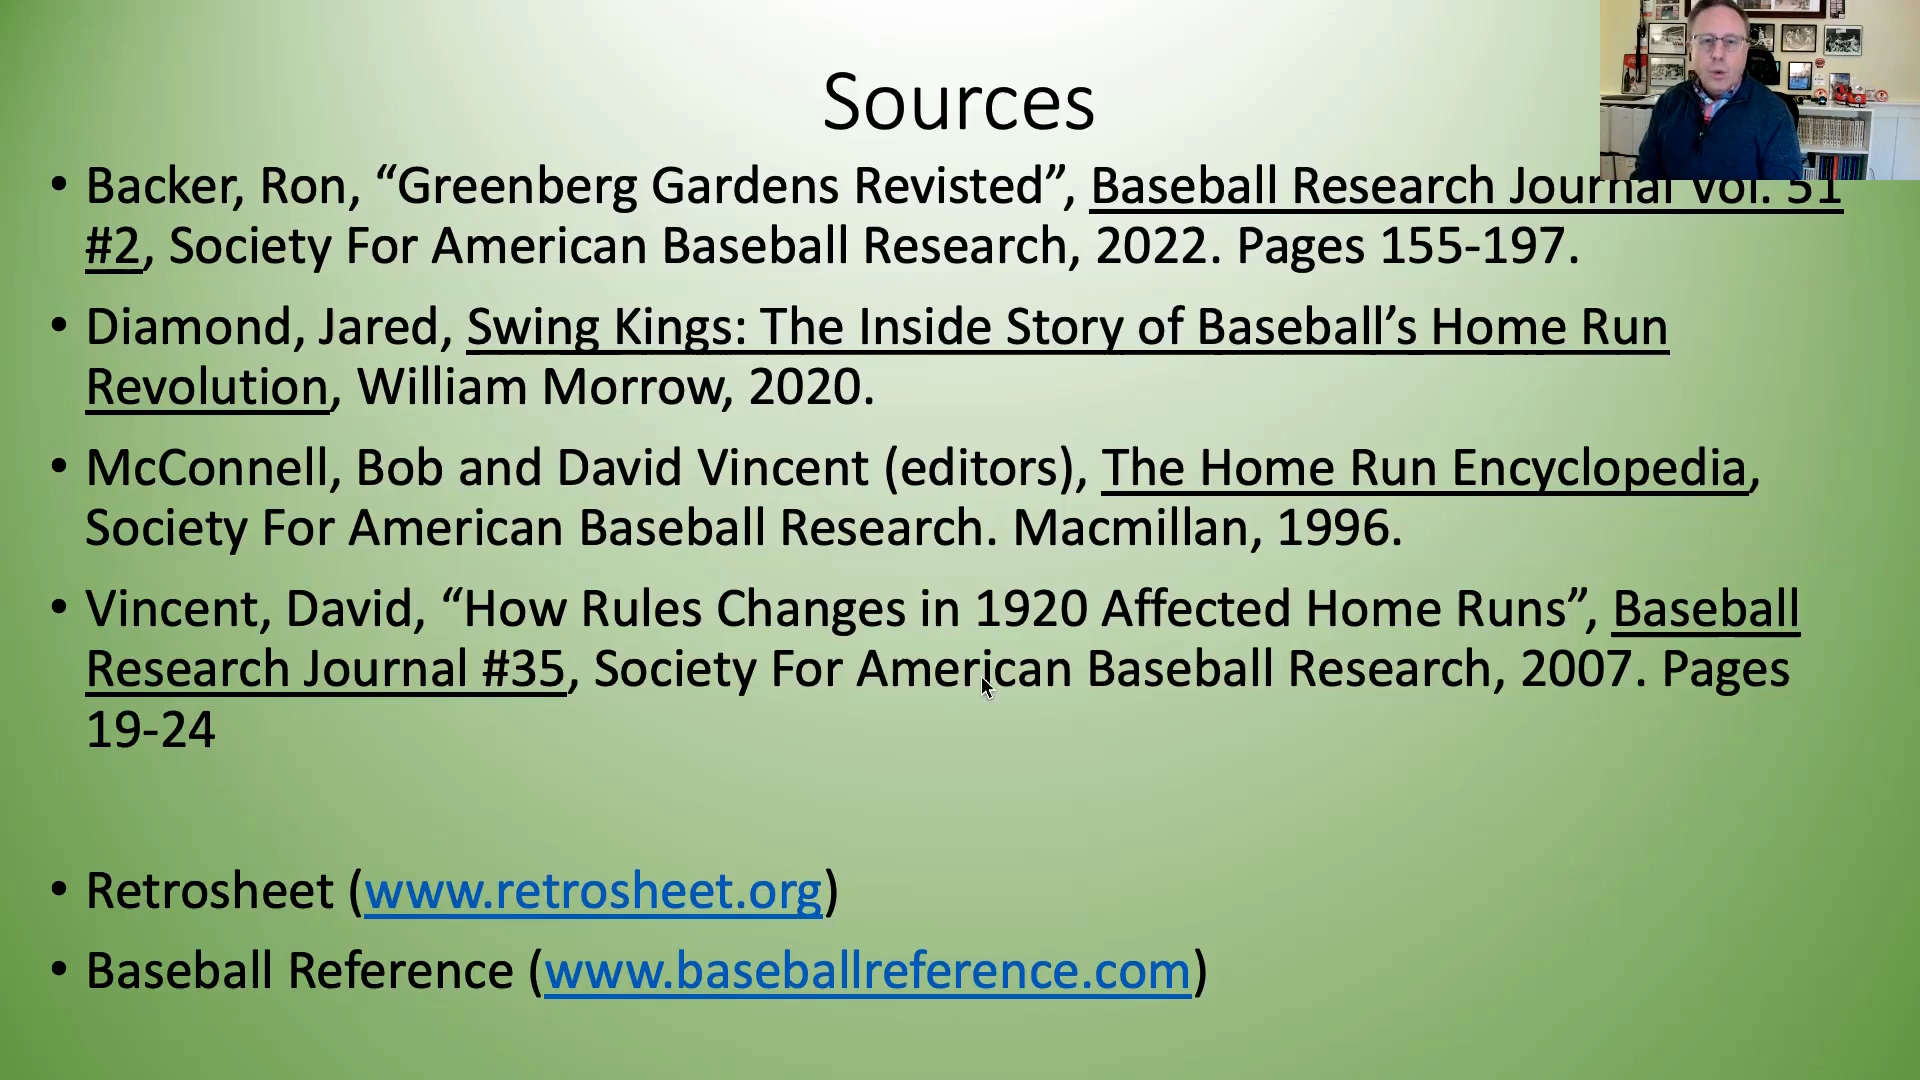 Sources
• Backer, Ron, “Greenberg Gardens Revisted”, Baseball Research Journal Vol. 51
#2, Society For American Baseball Research, 2022. Pages 155-197.
• Diamond, Jared, Swing Kings: The Inside Story of Baseball’s Home Run
Revolution, William Morrow, 2020.
• McConnell, Bob and David Vincent (editors), The Home Run Encyclopedia,
Society For American Baseball Research. Macmillan, 1996.
• Vincent, David, “How Rules Changes in 1920 Affected Home Runs”, Baseball
Research Journal #35, Society For American Baseball Research, 2007. Pages
19-24
• Retrosheet (www.retrosheet.org)
• Baseball Reference (www.baseballreference.com)